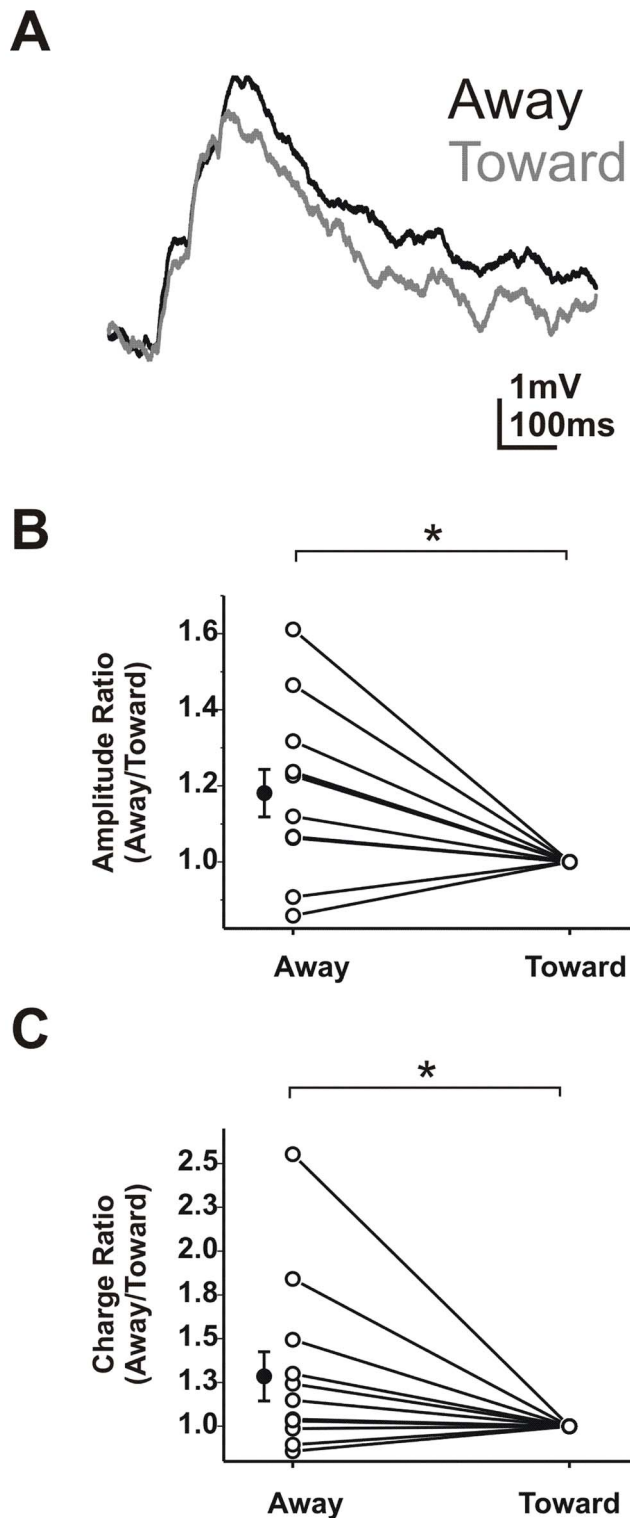 A
Away
Toward
1mV
100ms
B
*
Amplitude Ratio
(Away/Toward)
1.6
1.4
1.2
1.0
Away
Toward
C
*
Charge Ratio
(Away/Toward)
2.5
2.3
2.0
1.8
1.5
1.3
1.0
Away
Toward